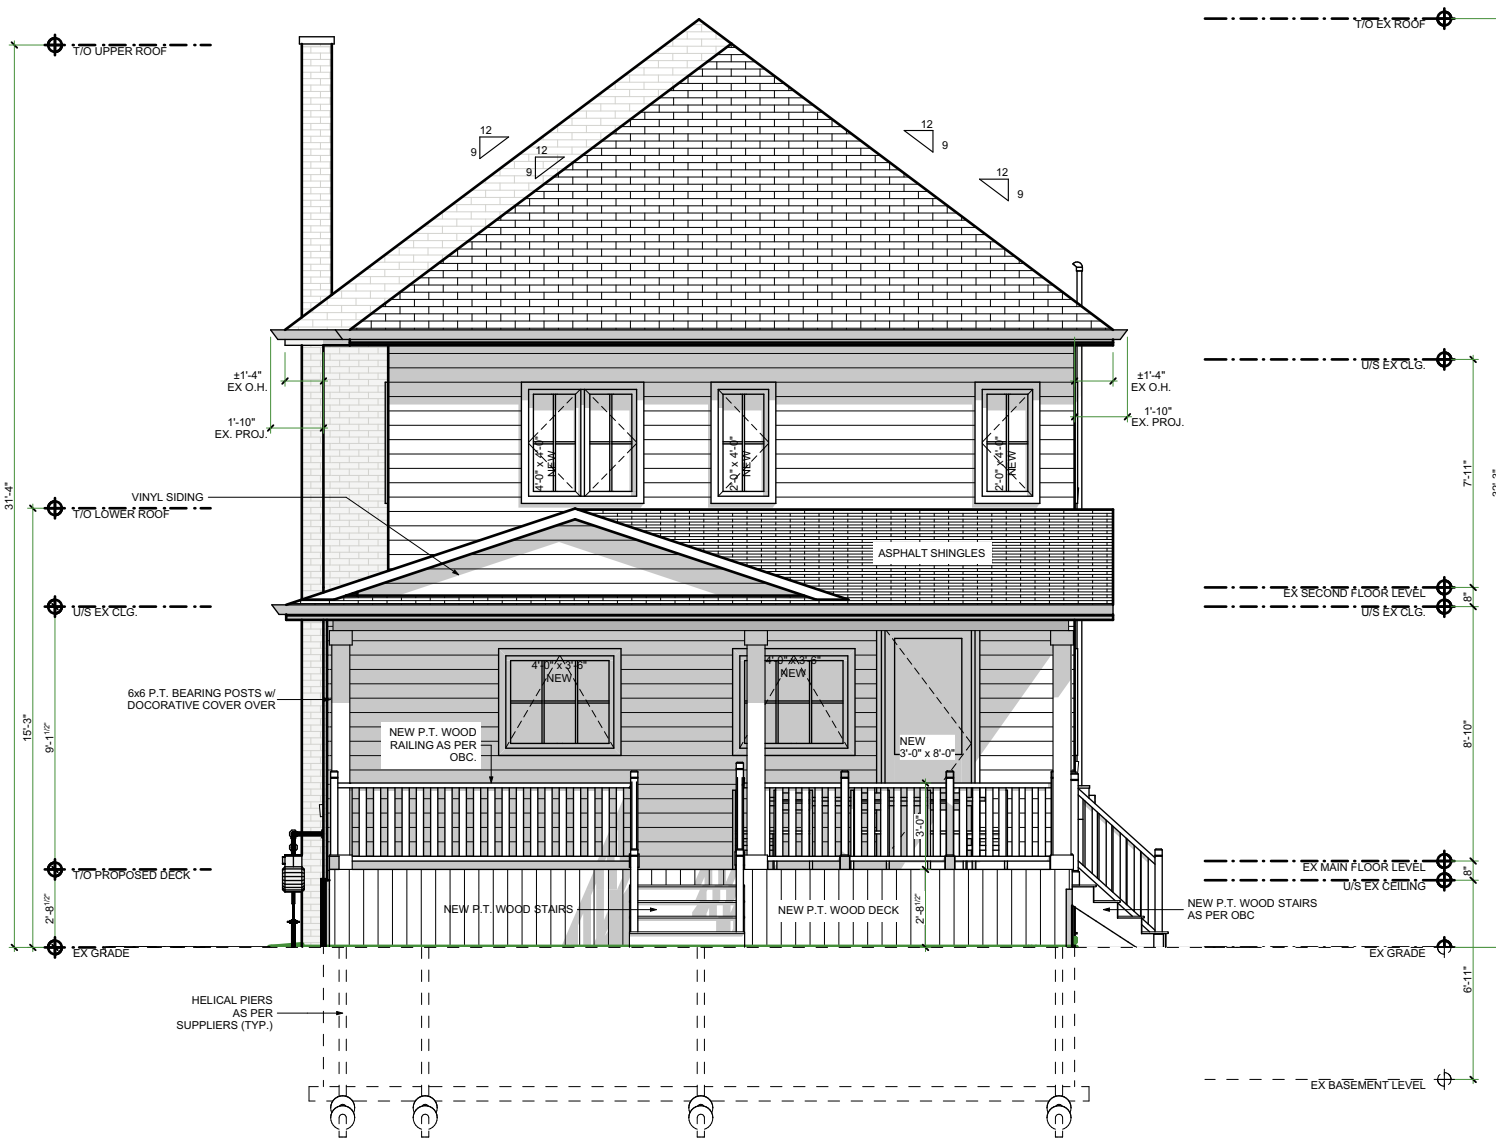 T/O UPPER ROOF
T/O EX ROOF
12
9
12
9
12
9
12
9
31'-4"
±1'-4"
EX O.H.
1'-10"
EX. PROJ.
±1'-4"
EX O.H.
1'-10"
EX. PROJ.
U/S EX CLG.
7'-11"
4'-0" x 4'-0"
NEW
2'-0" x 4'-0"
NEW
2'-0" x 4'-0"
NEW
VINYL SIDING
T/O LOWER ROOF
ASPHALT SHINGLES
EX SECOND FLOOR LEVEL
8"
U/S EX CLG.
U/S EX CLG.
4'-0" x 3'-6"
NEW
4'-0" x 3'-6"
NEW
6x6 P.T. BEARING POSTS w/
DOCORATIVE COVER OVER
15'-3"
9'-1 1/2"
NEW P.T. WOOD
RAILING AS PER
OBC.
NEW
3'-0" x 8'-0"
8'-10"
3'-0"
T/O PROPOSED DECK
EX MAIN FLOOR LEVEL
8"
U/S EX CEILING
2'-8 1/2"
NEW P.T. WOOD STAIRS
NEW P.T. WOOD DECK
2'-8 1/2"
NEW P.T. WOOD STAIRS
AS PER OBC
EX GRADE
EX GRADE
6'-11"
HELICAL PIERS
AS PER
SUPPLIERS (TYP.)
EX BASEMENT LEVEL